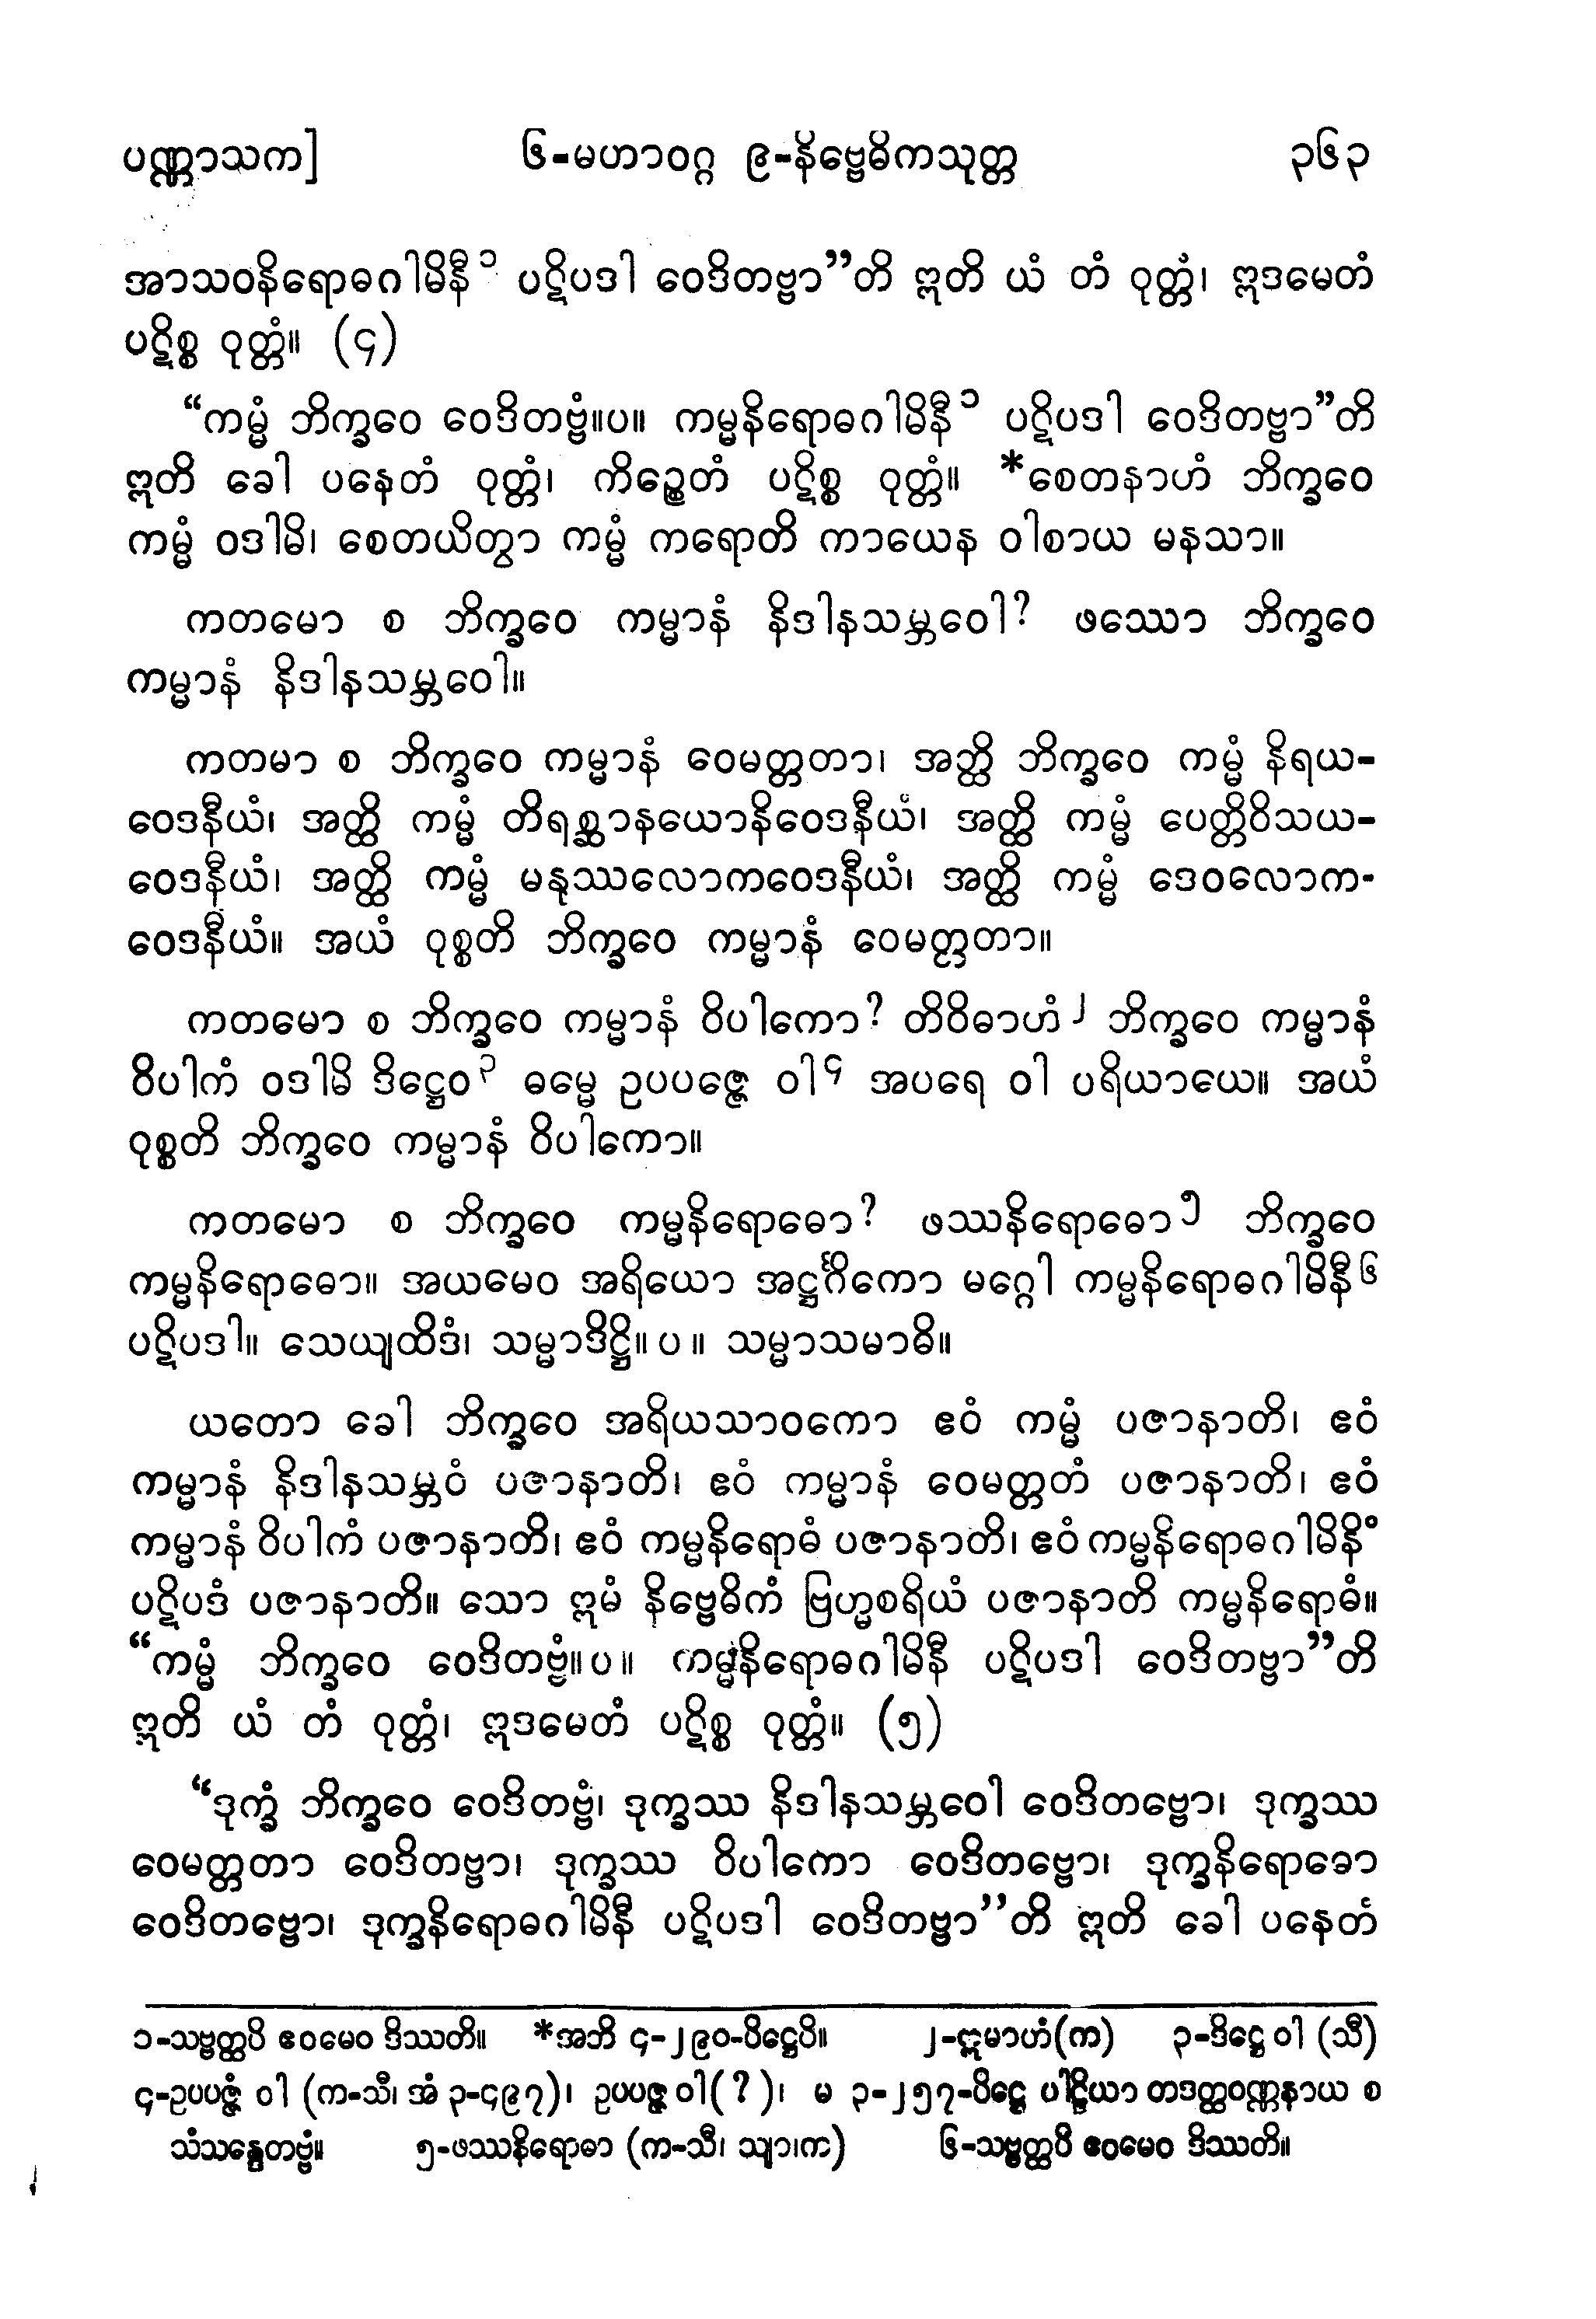 ပဏ္ဏာသက] ၆-မဟာဝဂ္ဂ ၉-နိဗ္ဗေဓိကသုတ္တ ၃၆၃
အာသဝနိရောဓဂါမိနီ၁ ပဋိပဒါ ဝေဒိတဗ္ဗာ”တိ ဣတိ ယံ တံ ဝုတ္တံ၊ ဣဒမေတံ
ပဋိစ္စ ဝုတ္တံ။ (၄)
“ကမ္မံ ဘိက္ခဝေ ဝေဒိတဗ္ဗံ။ပ။ ကမ္မနိရောဓဂါမိနီ၁ ပဋိပဒါ ဝေဒိတဗ္ဗာ”တိ
ဣတိ ခေါ ပနေတံ ဝုတ္တံ၊ ကိဉ္စေတံ ပဋိစ္စ ဝုတ္တံ။ *စေတနာဟံ ဘိက္ခဝေ
ကမ္မံ ဝဒါမိ၊ စေတယိတွာ ကမ္မံ ကရောတိ ကာယေန ဝါစာယ မနသာ။
ကတမော စ ဘိက္ခဝေ ကမ္မာနံ နိဒါနသမ္ဘဝေါ? ဖဿော ဘိက္ခဝေ
ကမ္မာနံ နိဒါနသမ္ဘဝေါ။
ကတမာ စ ဘိက္ခဝေ ကမ္မာနံ ဝေမတ္တတာ၊ အတ္ထိ ဘိက္ခဝေ ကမ္မံ နိရယ-
ဝေဒနီယံ၊ အတ္ထိ ကမ္မံ တိရစ္ဆာနယောနိဝေဒနီယံ၊ အတ္ထိ ကမ္မံ ပေတ္တိဝိသယ-
ဝေဒနီယံ၊ အတ္ထိ ကမ္မံ မနုဿလောကဝေဒနီယံ၊ အတ္ထိ ကမ္မံ ဒေဝလောက-
ဝေဒနီယံ။ အယံ ဝုစ္စတိ ဘိက္ခဝေ ကမ္မာနံ ဝေမတ္တတာ။
ကတမော စ ဘိက္ခဝေ ကမ္မာနံ ဝိပါကော? တိဝိဓာဟံ၂ ဘိက္ခဝေ ကမ္မာနံ
ဝိပါကံ ဝဒါမိ ဒိဋ္ဌေဝ၃ ဓမ္မေ ဥပပဇ္ဇေ ဝါ၄ အပရေ ဝါ ပရိယာယေ။ အယံ
ဝုစ္စတိ ဘိက္ခဝေ ကမ္မာနံ ဝိပါကော။
ကတမော စ ဘိက္ခဝေ ကမ္မနိရောဓော? ဖဿနိရောဓော၅ ဘိက္ခဝေ
ကမ္မနိရောဓော။ အယမေဝ အရိယော အဋ္ဌင်္ဂိကော မဂ္ဂေါ ကမ္မနိရောဓဂါမိနီ၆
ပဋိပဒါ။ သေယျထိဒံ၊ သမ္မာဒိဋ္ဌိ။ပ။ သမ္မာသမာဓိ။
ယတော ခေါ ဘိက္ခဝေ အရိယသာဝကော ဧဝံ ကမ္မံ ပဇာနာတိ၊ ဧဝံ
ကမ္မာနံ နိဒါနသမ္ဘဝံ ပဇာနာတိ၊ ဧဝံ ကမ္မာနံ ဝေမတ္တတံ ပဇာနာတိ၊ ဧဝံ
ကမ္မာနံ ဝိပါကံ ပဇာနာတိ၊ ဧဝံ ကမ္မနိရောဓံ ပဇာနာတိ၊ ဧဝံ ကမ္မနိရောဓဂါမိနိံ
ပဋိပဒံ ပဇာနာတိ။ သော ဣမံ နိဗ္ဗေဓိကံ ဗြဟ္မစရိယံ ပဇာနာတိ ကမ္မနိရောဓံ။
“ကမ္မံ ဘိက္ခဝေ ဝေဒိတဗ္ဗံ။ပ။ ကမ္မနိရောဓဂါမိနီ ပဋိပဒါ ဝေဒိတဗ္ဗာ”တိ
ဣတိ ယံ တံ ဝုတ္တံ၊ ဣဒမေတံ ပဋိစ္စ ဝုတ္တံ။ (၅)
“ဒုက္ခံ ဘိက္ခဝေ ဝေဒိတဗ္ဗံ၊ ဒုက္ခဿ နိဒါနသမ္ဘဝေါ ဝေဒိတဗ္ဗော၊ ဒုက္ခဿ
ဝေမတ္တတာ ဝေဒိတဗ္ဗာ၊ ဒုက္ခဿ ဝိပါကော ဝေဒိတဗ္ဗော၊ ဒုက္ခနိရောဓော
ဝေဒိတဗ္ဗော၊ ဒုက္ခနိရောဓဂါမိနီ ပဋိပဒါ ဝေဒိတဗ္ဗာ”တိ ဣတိ ခေါ ပနေတံ
၁-သဗ္ဗတ္ထပိ ဧဝမေဝ ဒိဿတိ။ *အဘိ ၄-၂၉၀-ပိဋ္ဌေပိ။ ၂-ဣမာဟံ(က) ၃-ဒိဋ္ဌေ ဝါ (သီ)
၄-ဥပပဇ္ဇံ ဝါ (က-သီ၊ အံ ၃-၄၉၇)၊ ဥပပဇ္ဇ ဝါ(?)၊ မ ၃-၂၅၇-ပိဋ္ဌေ ပါဠိယာ တဒတ္ထဝဏ္ဏနာယ စ
သံသန္ဒေတဗ္ဗံ။ ၅-ဖဿနိရောဓာ (က-သီ၊ သျာ၊က) ၆-သဗ္ဗတ္ထပိ ဧဝမေဝ ဒိဿတိ။